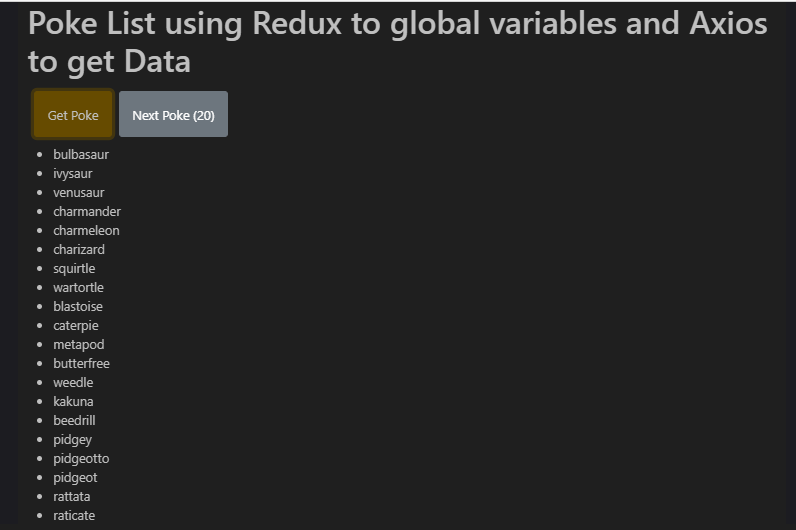 Poke List using Redux to global variables and Axios
to get Data
Get Poke
Next Poke (20)
bulbasaur
ivysaur
venusaur
charmander
charmeleon
charizard
squirtle
wartortle
blastoise
caterpie
metapod
butterfree
weedle
kakuna
beedrill
pidgey
pidgeotto
pidgeot
rattata
raticate